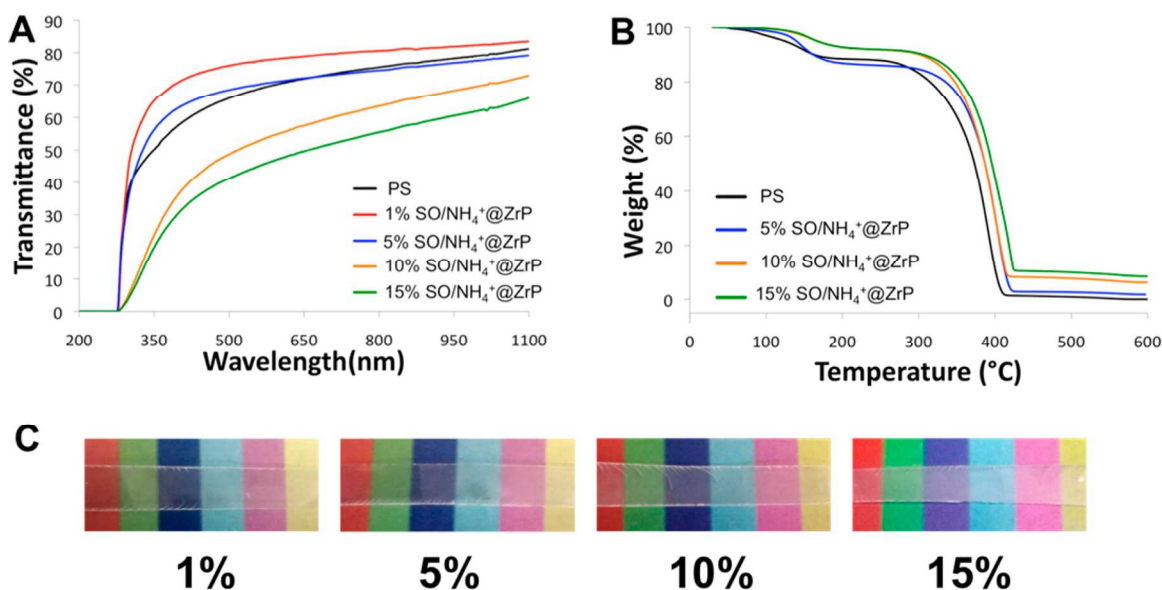 A
Transmittance (%)
90
80
70
60
50
40
30
20
10
0
PS
1% SO/NH₄⁺@ZrP
5% SO/NH₄⁺@ZrP
10% SO/NH₄⁺@ZrP
15% SO/NH₄⁺@ZrP
200 350 500 650 800 950 1100
Wavelength(nm)
B
Weight (%)
100
80
60
40
20
0
PS
5% SO/NH₄⁺@ZrP
10% SO/NH₄⁺@ZrP
15% SO/NH₄⁺@ZrP
0 100 200 300 400 500 600
Temperature (°C)
C
1% 5% 10% 15%